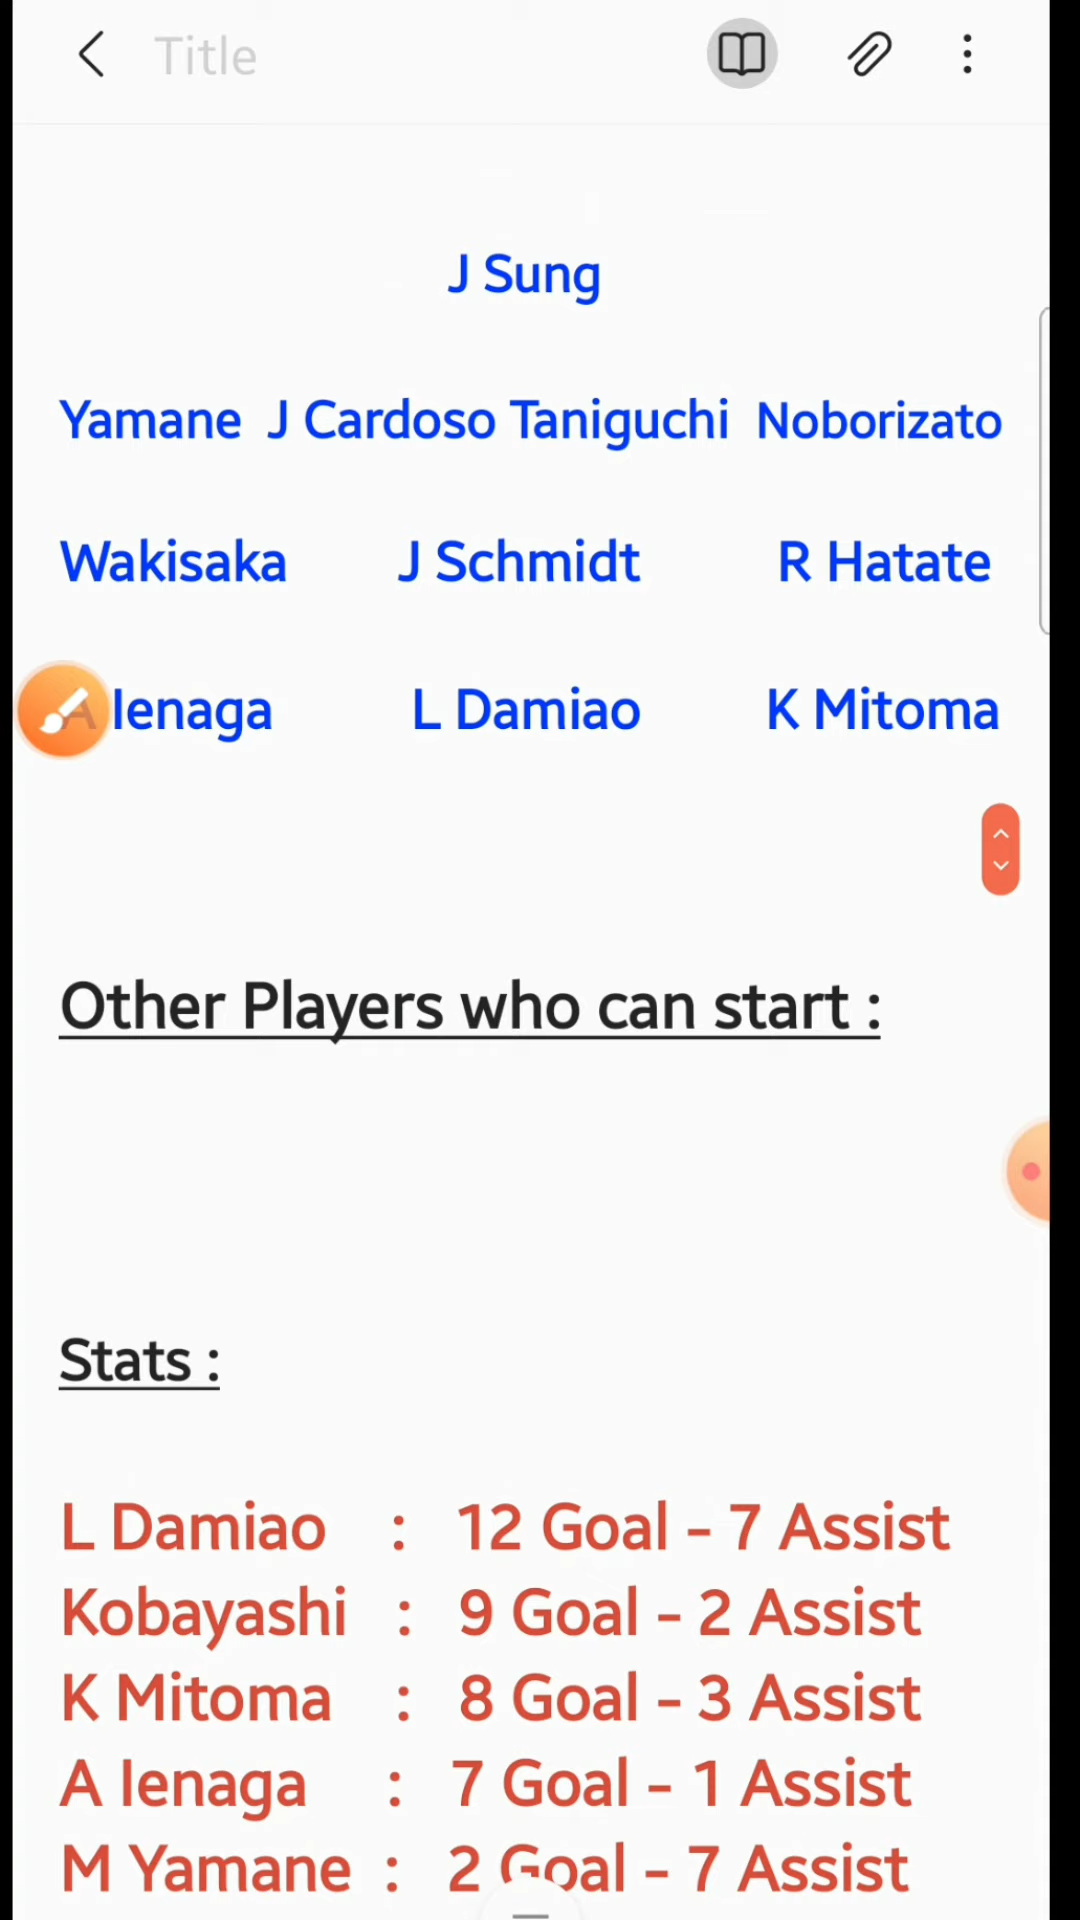 Title
J Sung
Yamane J Cardoso Taniguchi Noborizato
Wakisaka J Schmidt R Hatate
A Ienaga L Damiao K Mitoma
Other Players who can start :
Stats :
L Damiao : 12 Goal - 7 Assist
Kobayashi : 9 Goal - 2 Assist
K Mitoma : 8 Goal - 3 Assist
A Ienaga : 7 Goal - 1 Assist
M Yamane : 2 Goal - 7 Assist